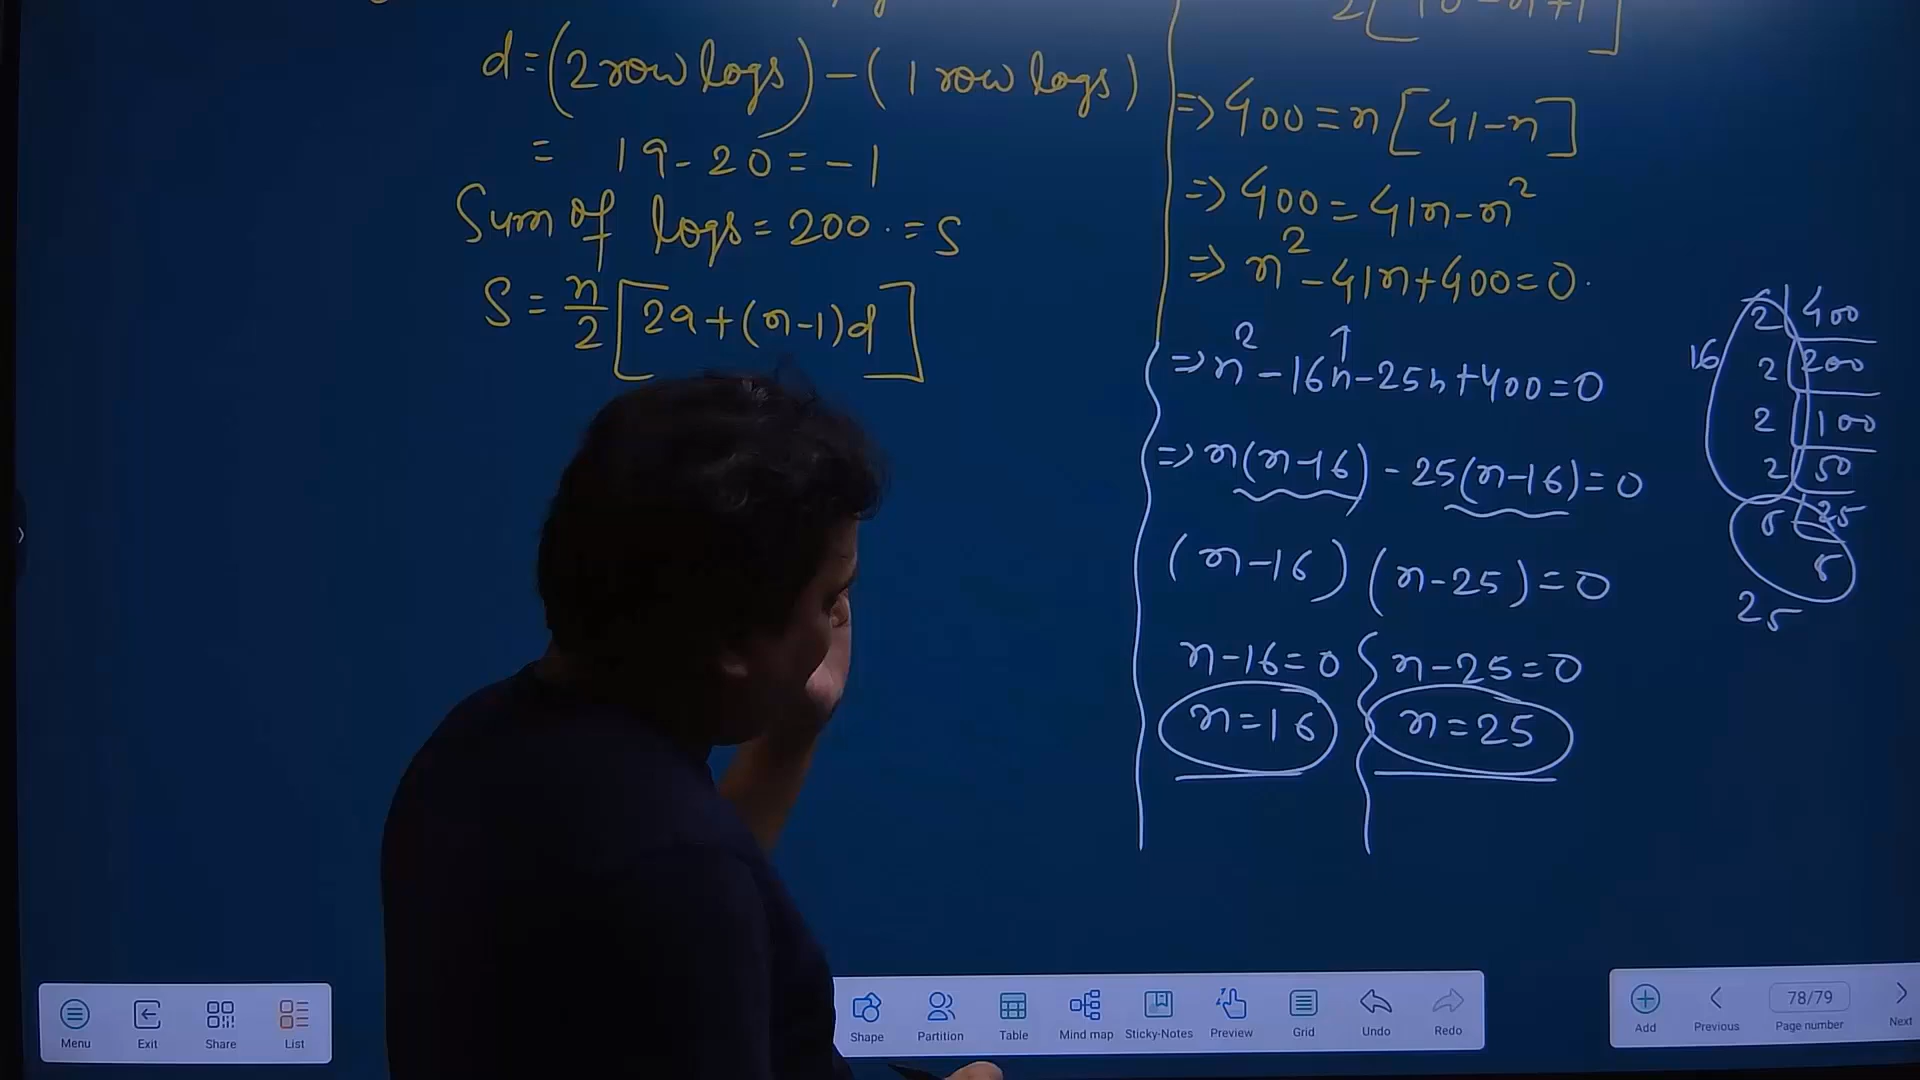 d = (2 row logs) - (1 row logs)
= 19 - 20 = -1
Sum of logs = 200. = S
S = n/2 [2a + (n-1)d]
=> 400 = n [41-n]
=> 400 = 41n - n²
=> n² - 41n + 400 = 0.
=> n² - 16n - 25n + 400 = 0
=> n(n-16) - 25(n-16) = 0
(n-16) (n-25) = 0
n-16=0 n-25=0
n=16 n=25
2 400
16 2 200
2 100
2 50
5 25
5
25
Menu Exit Share List
Shape Partition Table Mind map Sticky-Notes Preview Grid Undo Redo
Add Previous 78/79 Page number Next